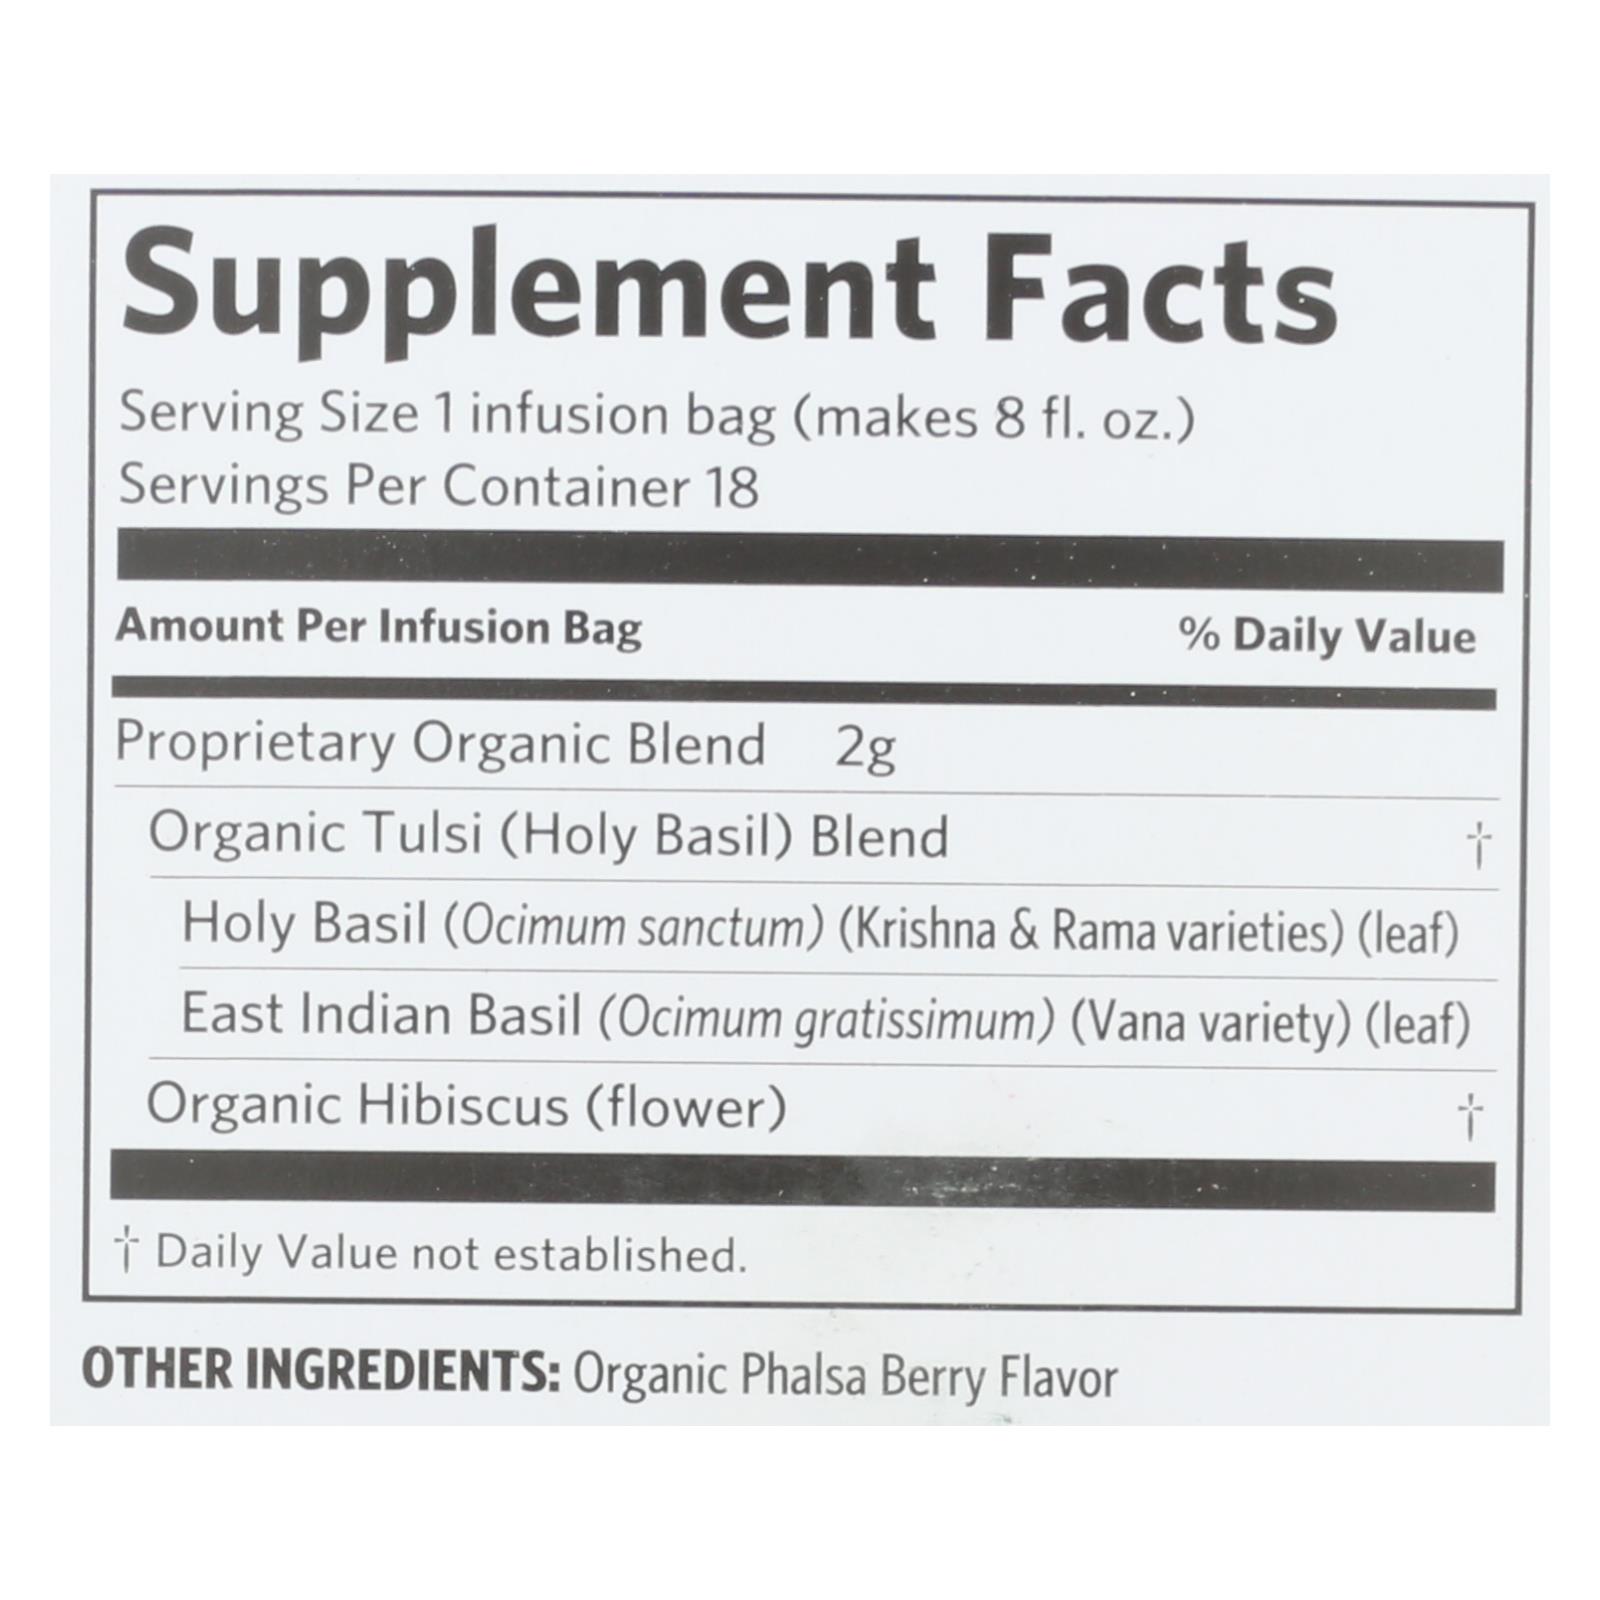 Supplement Facts
Serving Size 1 infusion bag (makes 8 fl. oz.)
Servings Per Container 18
Amount Per Infusion Bag % Daily Value
Proprietary Organic Blend 2g
Organic Tulsi (Holy Basil) Blend †
Holy Basil (Ocimum sanctum) (Krishna & Rama varieties) (leaf)
East Indian Basil (Ocimum gratissimum) (Vana variety) (leaf)
Organic Hibiscus (flower) †
† Daily Value not established.
OTHER INGREDIENTS: Organic Phalsa Berry Flavor